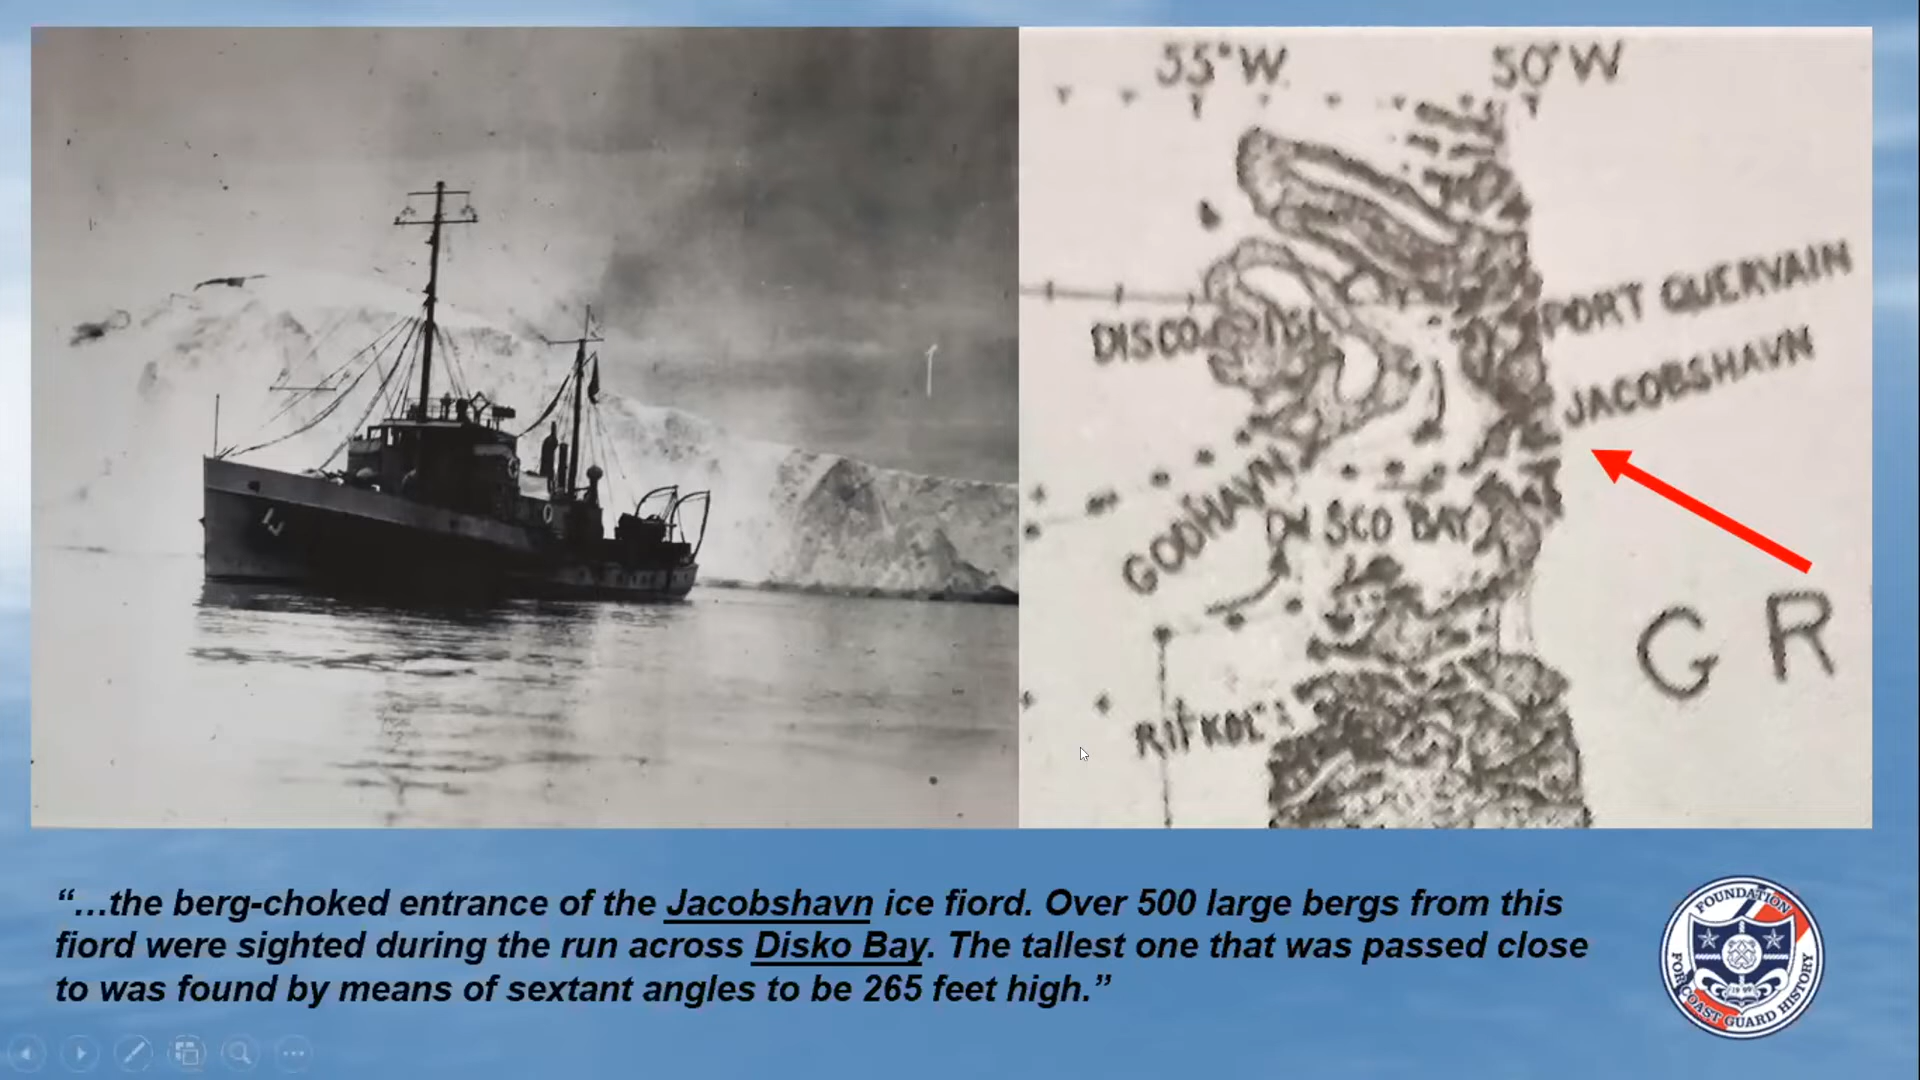 55°W
50°W
PORT QUERVAIN
DISCO ISL
JACOBSHAVN
GODHAVN
DISCO BAY
G R
“...the berg-choked entrance of the Jacobshavn ice fiord. Over 500 large bergs from this
fiord were sighted during the run across Disko Bay. The tallest one that was passed close
to was found by means of sextant angles to be 265 feet high.”
FOUNDATION
FOR COAST GUARD HISTORY